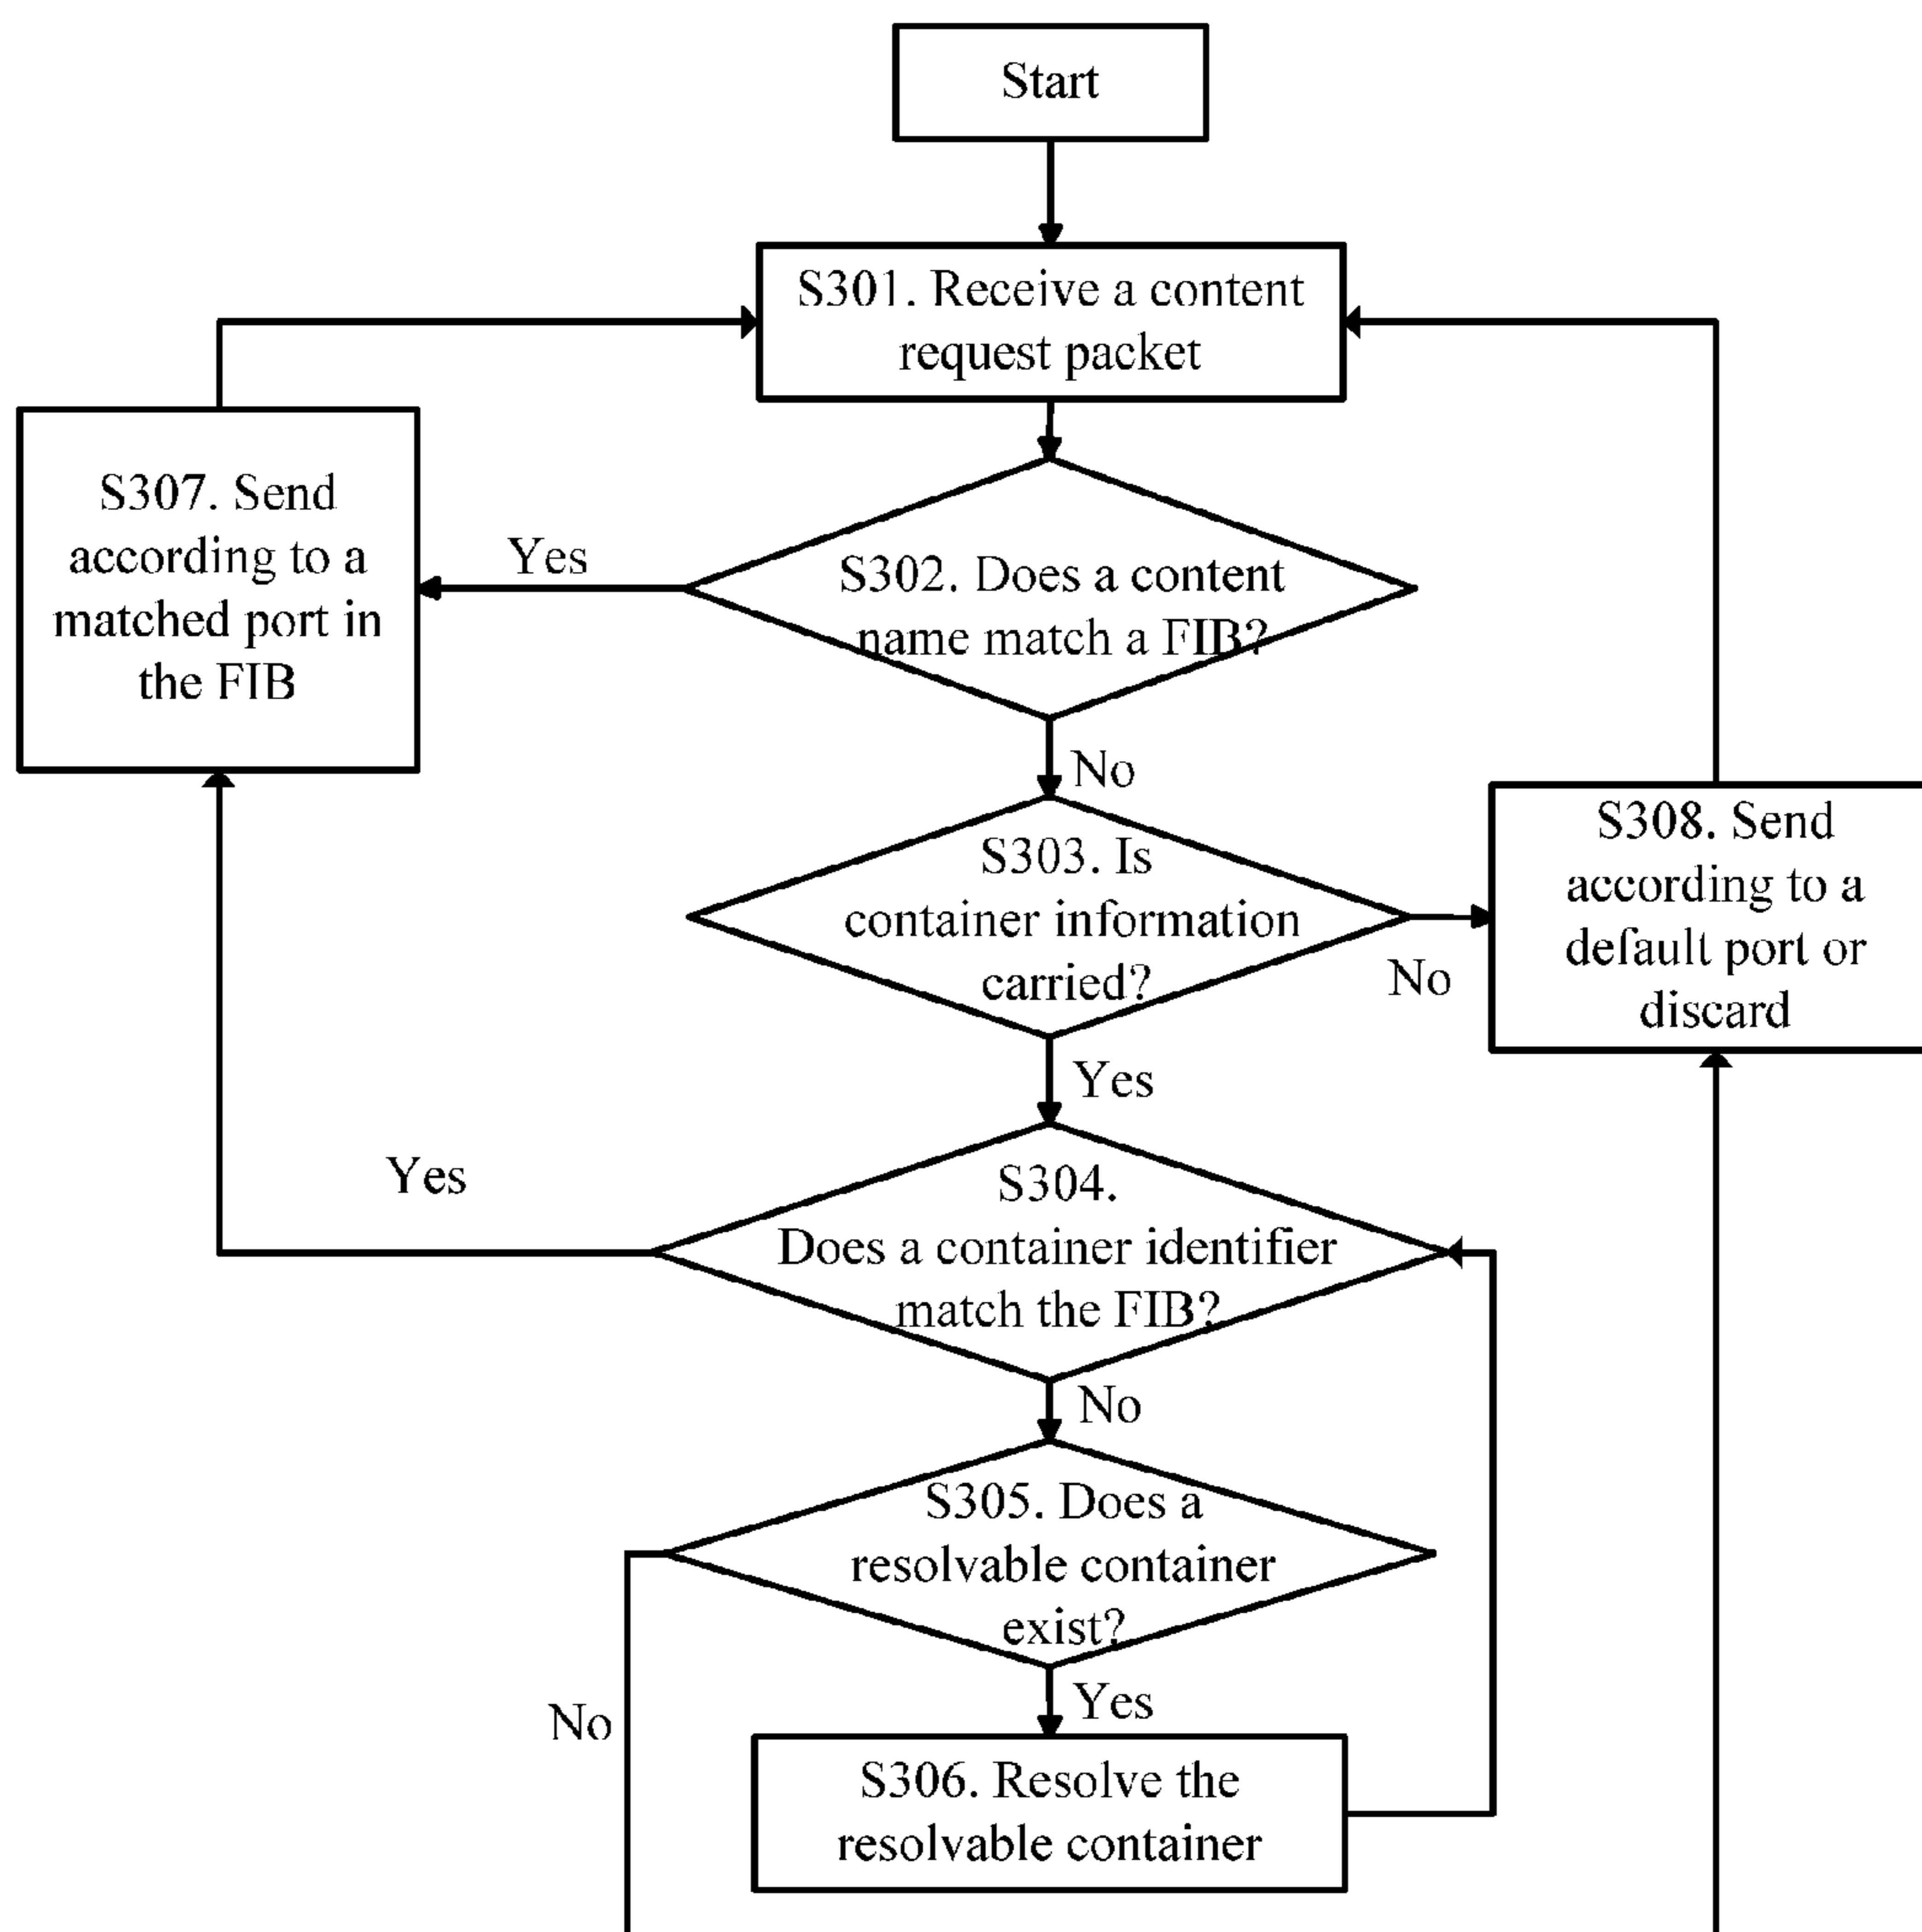 Start
S301. Receive a content
request packet
S307. Send
according to a
matched port in
the FIB
Yes
S302. Does a content
name match a FIB?
No
S303. Is
container information
carried?
No
S308. Send
according to a
default port or
discard
Yes
Yes
S304.
Does a container identifier
match the FIB?
No
S305. Does a
resolvable container
exist?
No
Yes
S306. Resolve the
resolvable container